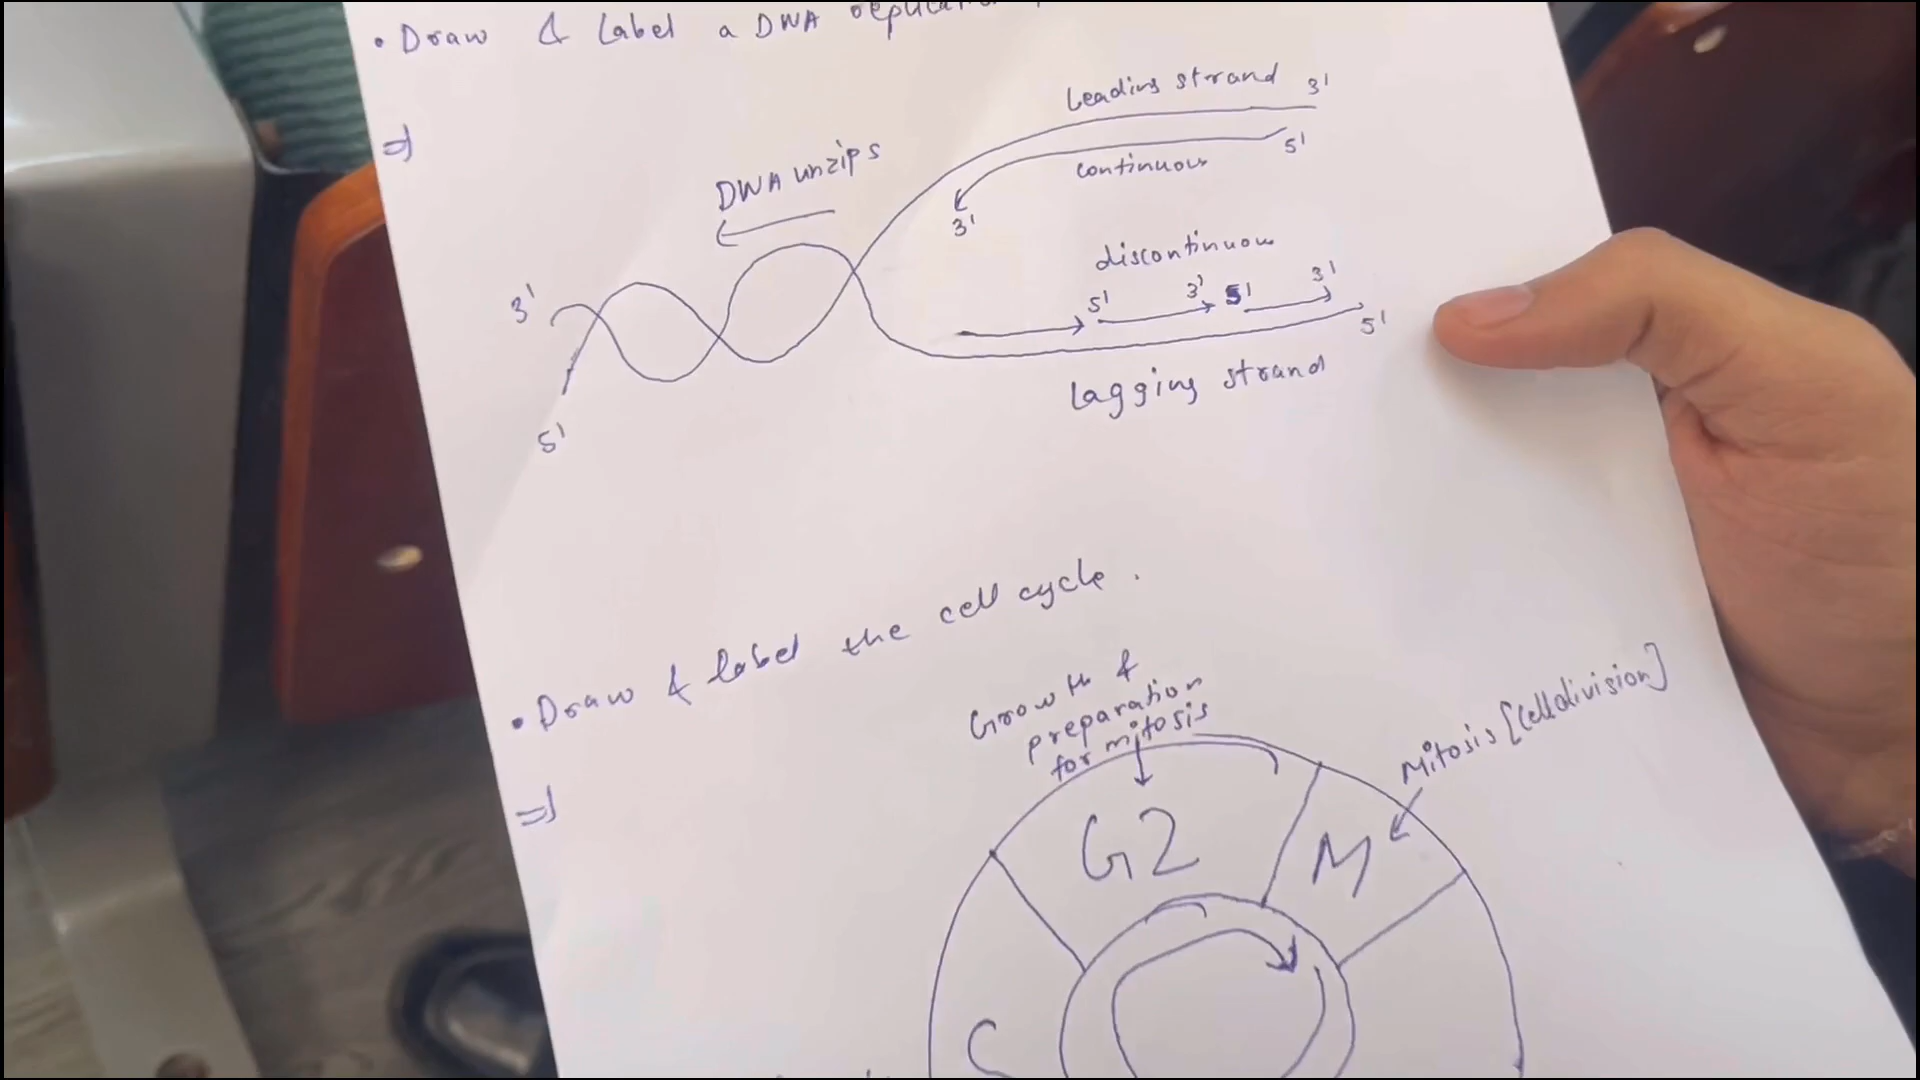 • Draw & Label a DNA
⇒
Leading strand 3'
5'
continuous
3'
DNA unzips
discontinuous
5' 3' 5' 3'
5'
Lagging strand
3'
5'
• Draw & label the cell cycle.
⇒
Growth &
preparation
for mitosis
Mitosis [Cell division]
G2
M